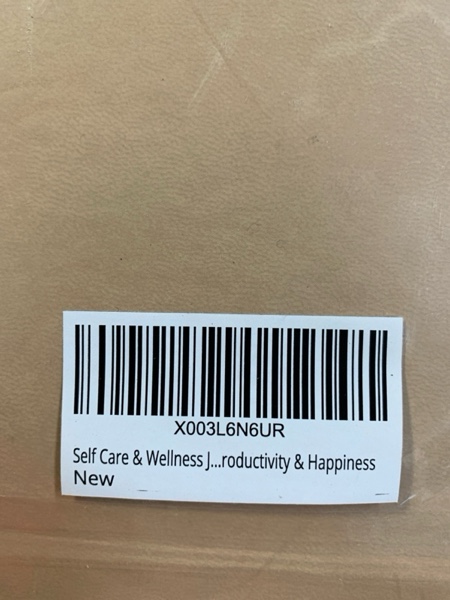 X003L6N6UR
Self Care & Wellness J...roductivity & Happiness
New